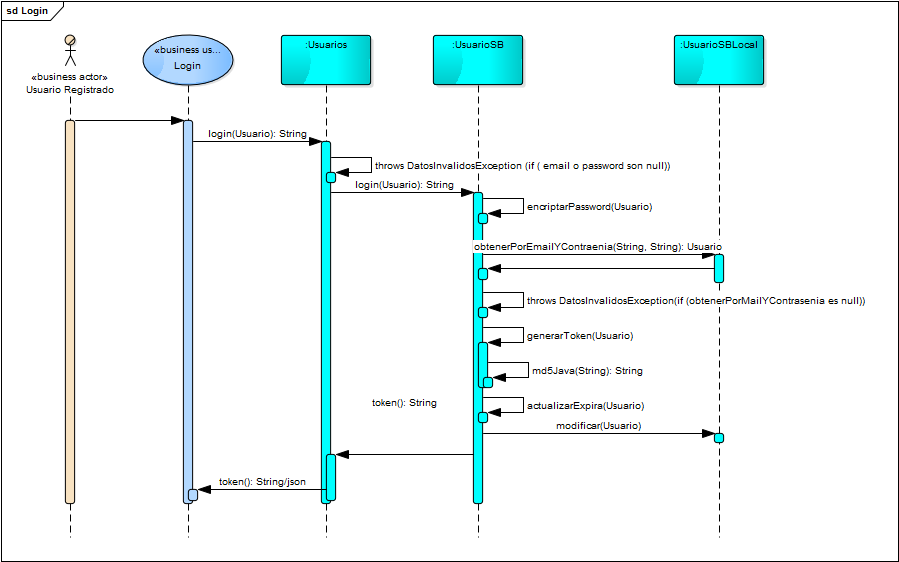 sd Login
«business actor»
Usuario Registrado
«business us...
Login
:Usuarios
:UsuarioSB
:UsuarioSBLocal
login(Usuario): String
throws DatosInvalidosException (if ( email o password son null))
login(Usuario): String
encriptarPassword(Usuario)
obtenerPorEmailYContraenia(String, String): Usuario
throws DatosInvalidosException(if (obtenerPorMailYContrasenia es null))
generarToken(Usuario)
md5Java(String): String
token(): String
actualizarExpira(Usuario)
modificar(Usuario)
token(): String/json